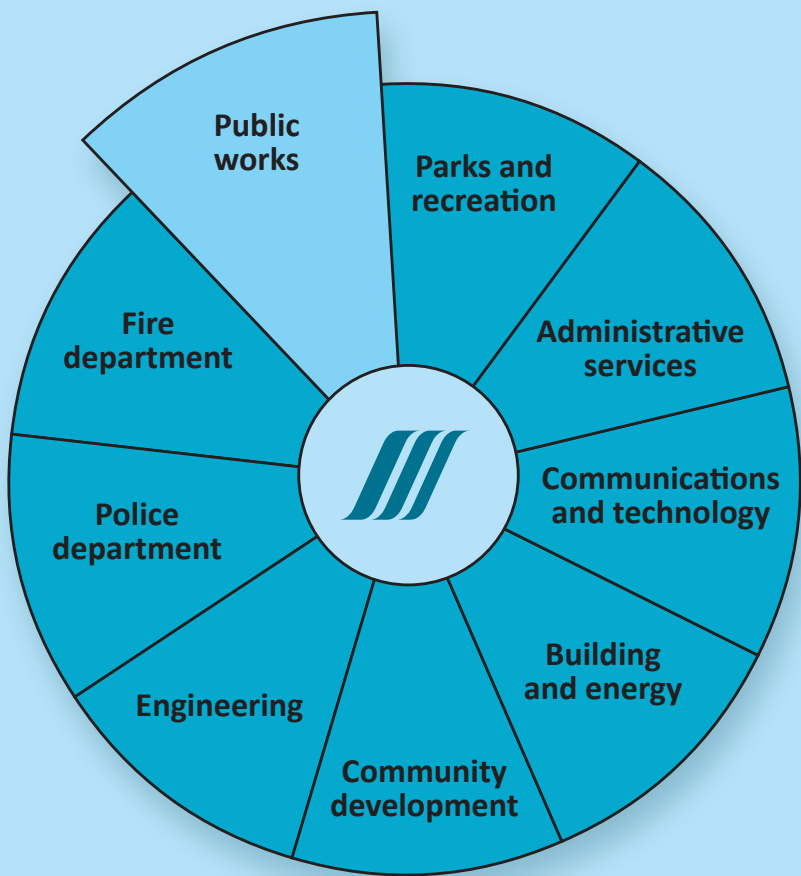 Public
works
Parks and
recreation
Administrative
services
Communications
and technology
Building
and energy
Community
development
Engineering
Police
department
Fire
department